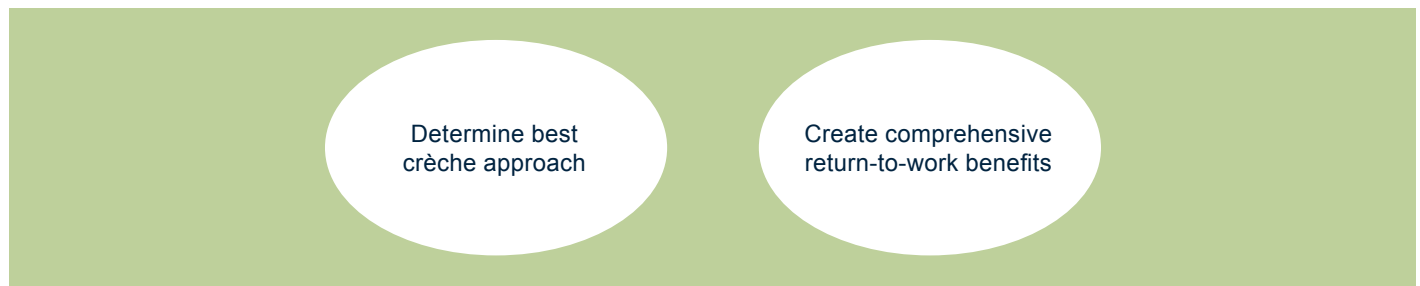 Determine best
crèche approach
Create comprehensive
return-to-work benefits